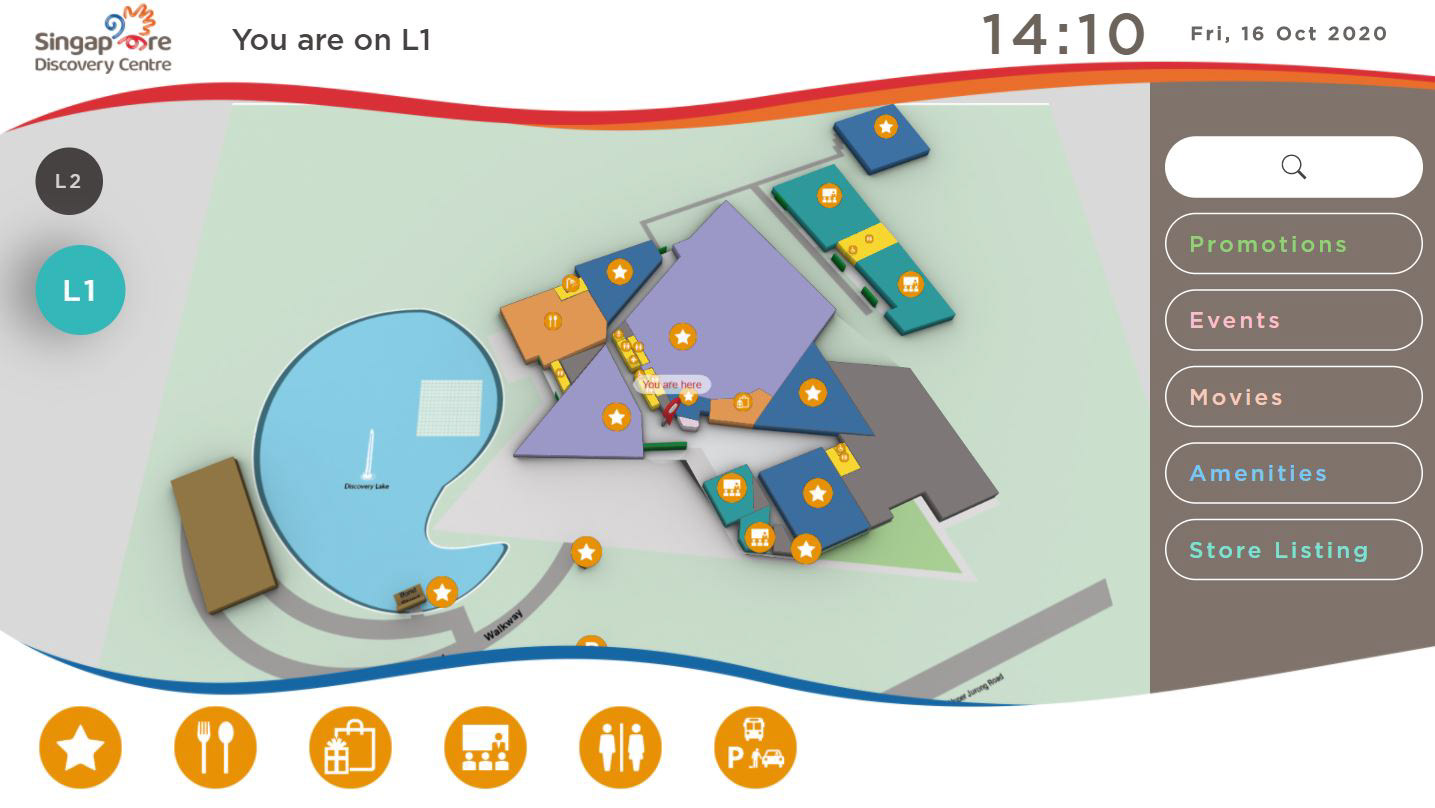 Singapore
Discovery Centre
You are on L1
14:10
Fri, 16 Oct 2020
L2
L1
Promotions
Events
Movies
Amenities
Store Listing
You are here
Discovery Lake
Walkway
Upper Jurong Road
P